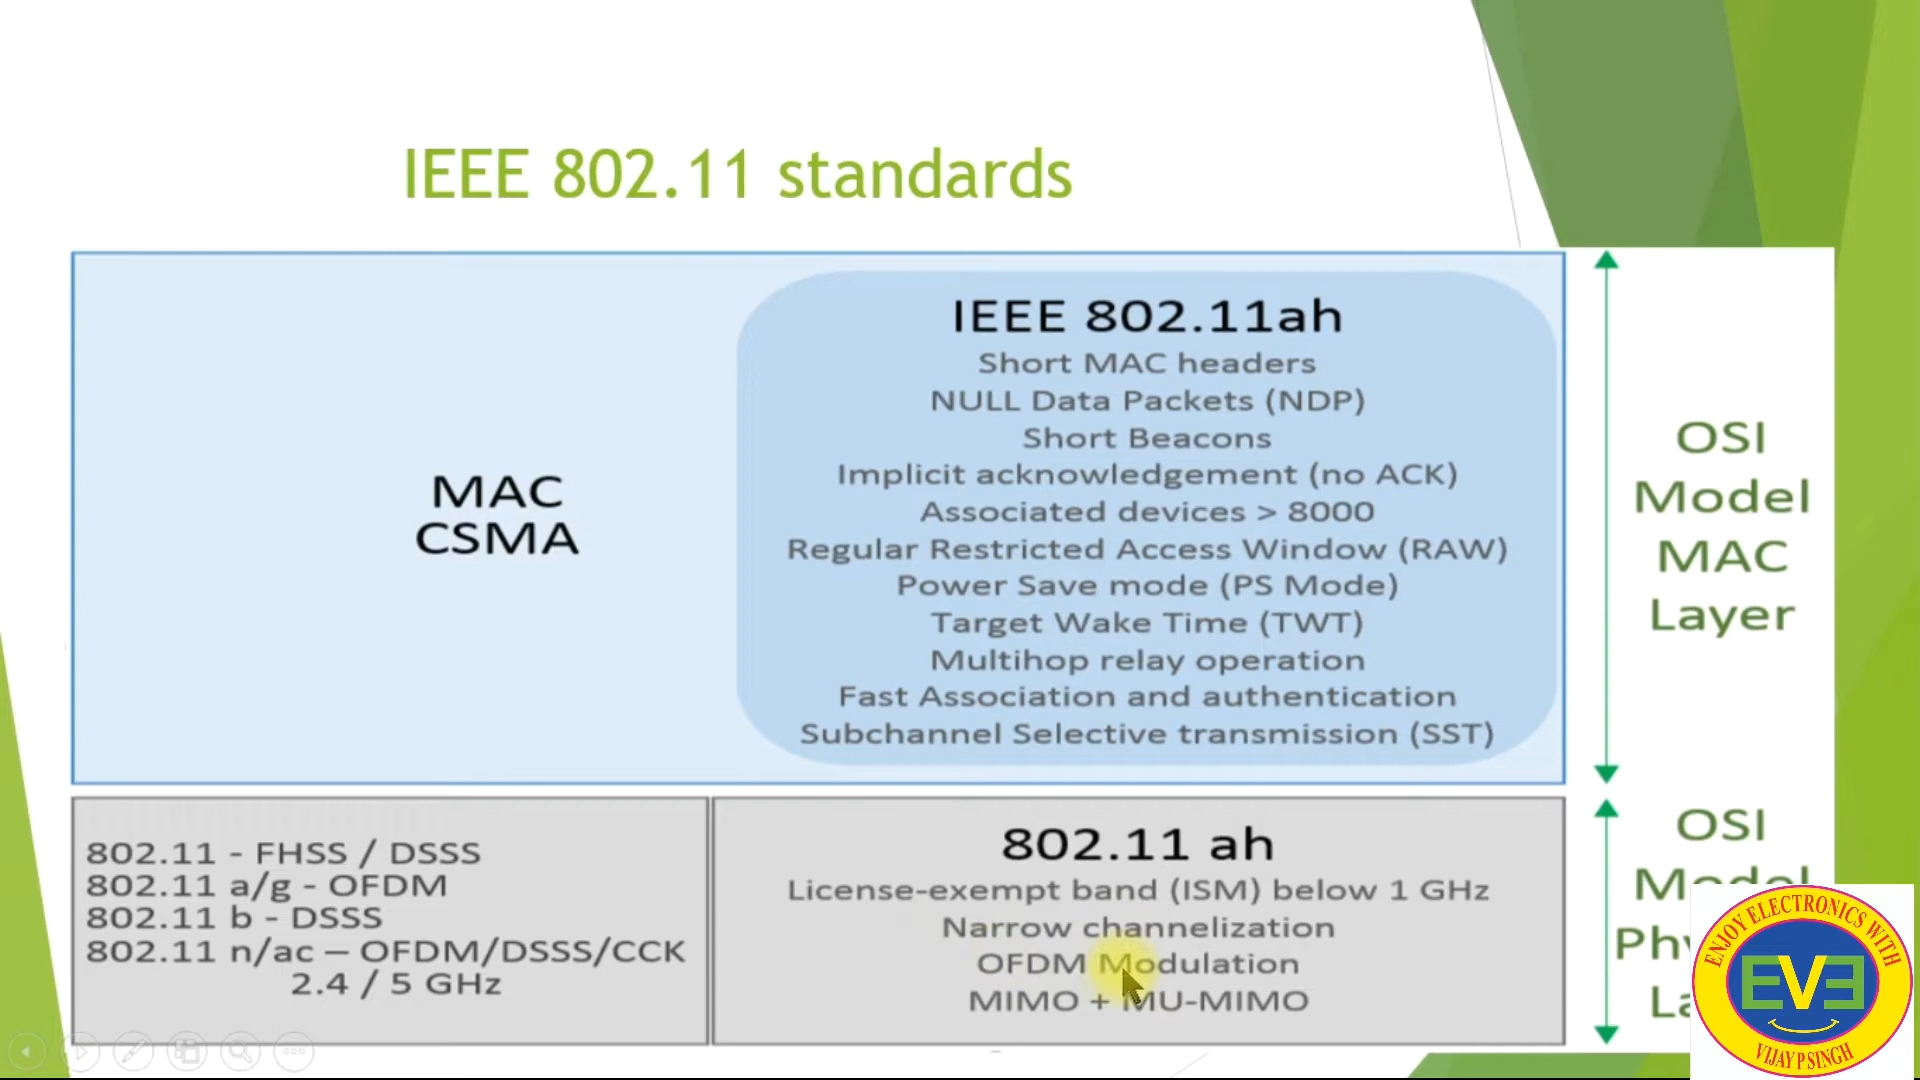 IEEE 802.11 standards
MAC
CSMA
IEEE 802.11ah
Short MAC headers
NULL Data Packets (NDP)
Short Beacons
Implicit acknowledgement (no ACK)
Associated devices > 8000
Regular Restricted Access Window (RAW)
Power Save mode (PS Mode)
Target Wake Time (TWT)
Multihop relay operation
Fast Association and authentication
Subchannel Selective transmission (SST)
OSI
Model
MAC
Layer
802.11 - FHSS / DSSS
802.11 a/g - OFDM
802.11 b - DSSS
802.11 n/ac – OFDM/DSSS/CCK
2.4 / 5 GHz
802.11 ah
License-exempt band (ISM) below 1 GHz
Narrow channelization
OFDM Modulation
MIMO + MU-MIMO
OSI
Model
ENJOY ELECTRONICS WITH
EVE
VIJAY P SINGH